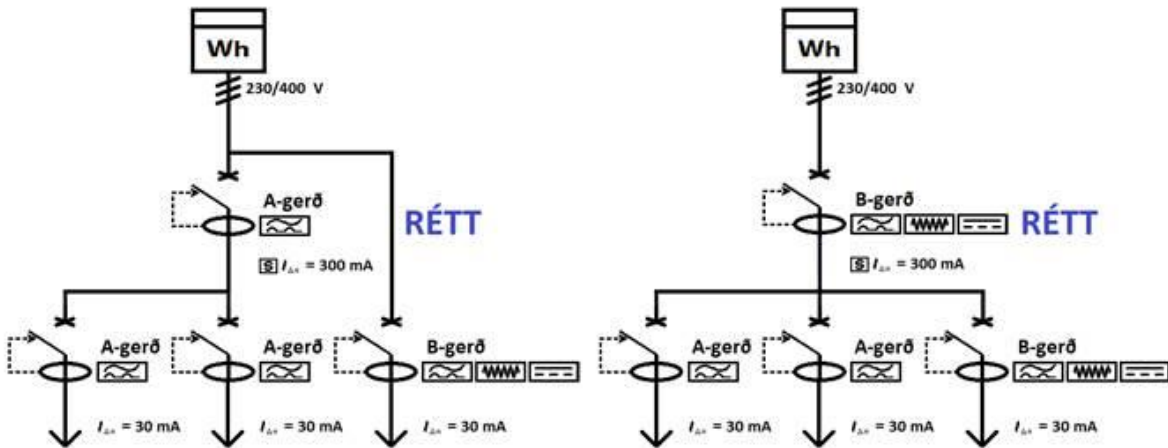 Wh
230/400 V
A-gerð
RÉTT
S I△n = 300 mA
A-gerð
A-gerð
B-gerð
I△n = 30 mA
I△n = 30 mA
I△n = 30 mA
Wh
230/400 V
B-gerð
RÉTT
S I△n = 300 mA
A-gerð
A-gerð
B-gerð
I△n = 30 mA
I△n = 30 mA
I△n = 30 mA